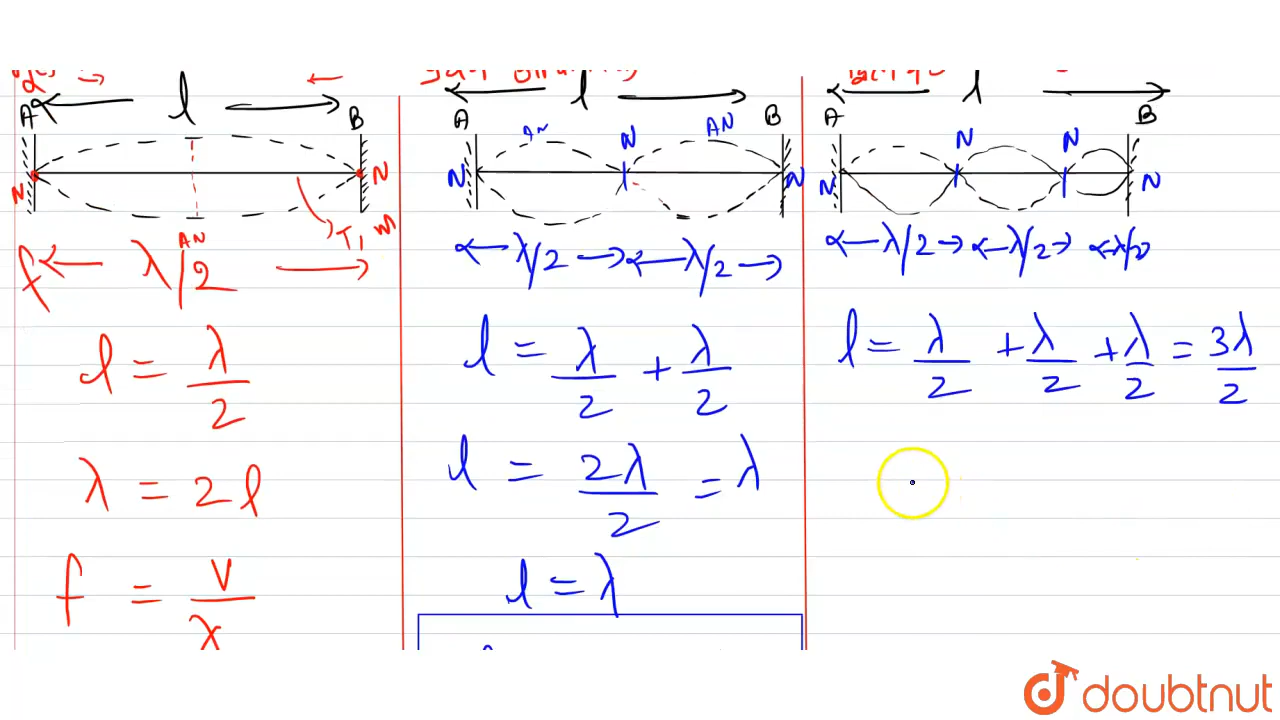 l
A B
N N
AN
T, m
f λ/2
l = λ/2
λ = 2l
f = v/λ
l
A B
AN N AN
N N
λ/2 λ/2
l = λ/2 + λ/2
l = 2λ/2 = λ
l = λ
l
A B
N N
N N
λ/2 λ/2 λ/2
l = λ/2 + λ/2 + λ/2 = 3λ/2
doubtnut